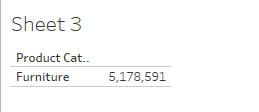 Sheet 3
Product Cat..
Furniture 5,178,591